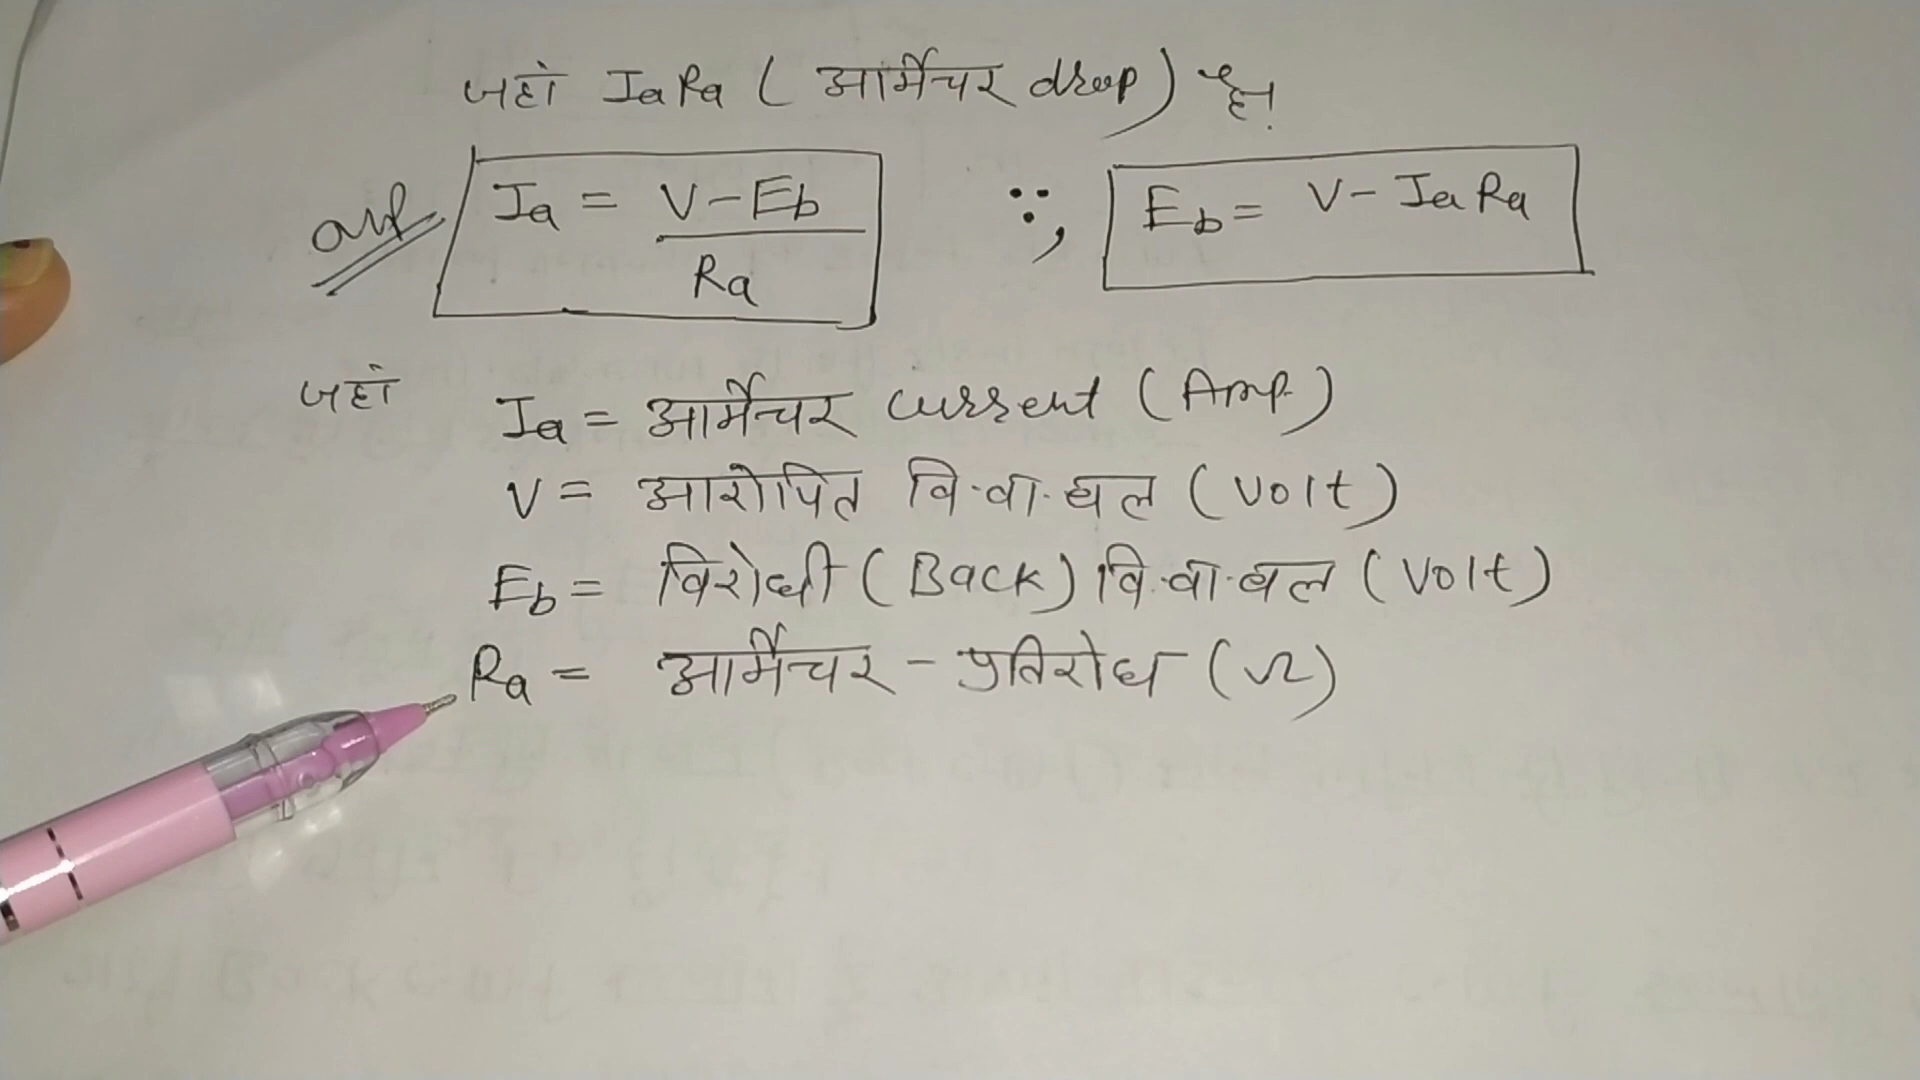 जहाँ IaRa (आर्मेचर drop) है।
अतः Ia = V-Eb / Ra ∵, Eb = V- IaRa
जहाँ Ia = आर्मेचर current (Amp.)
V = आरोपित वि.वा.बल (Volt)
Eb = विरोधी (Back) वि.वा.बल (Volt)
Ra = आर्मेचर - प्रतिरोध (Ω)